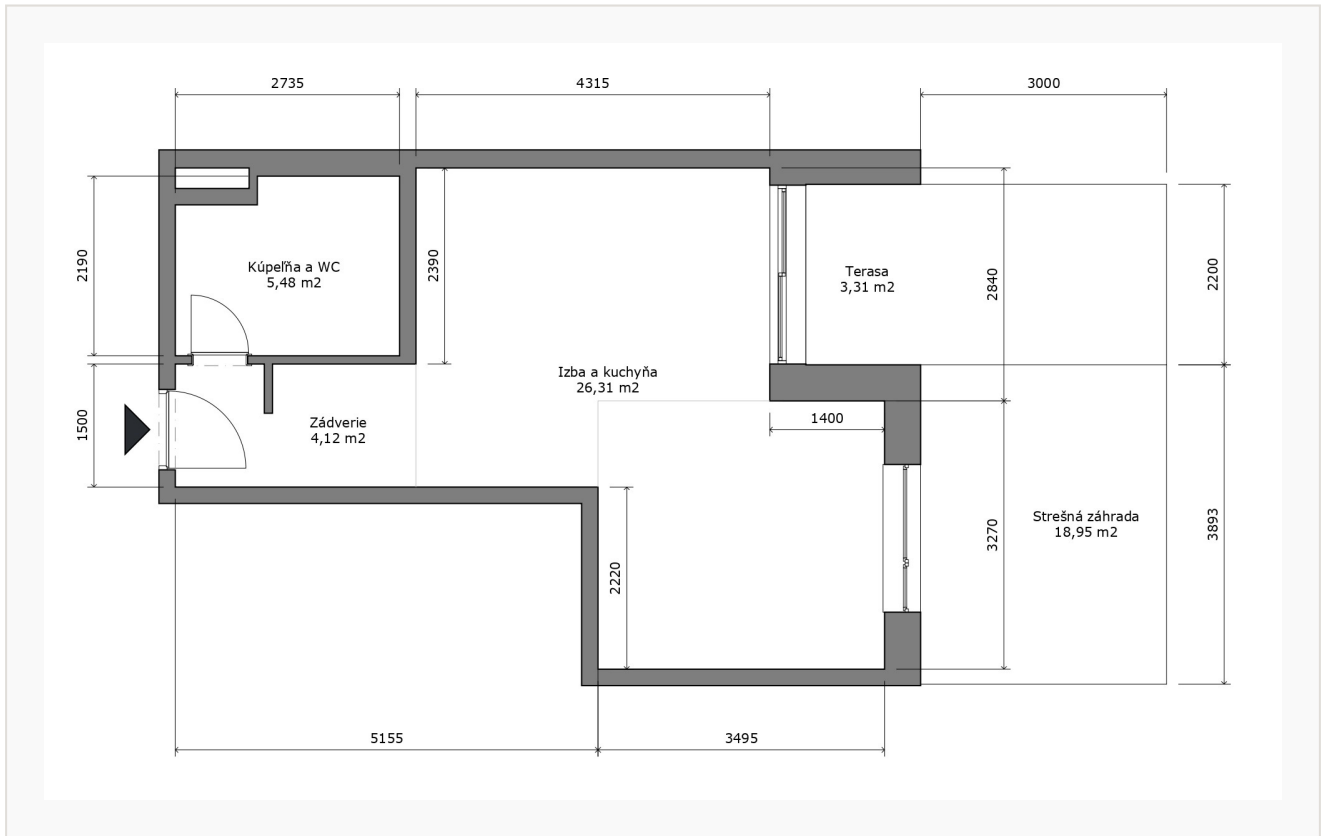 2735
4315
3000
2190
2390
2840
2200
Kúpeľňa a WC
5,48 m2
Terasa
3,31 m2
Izba a kuchyňa
26,31 m2
1500
Zádverie
4,12 m2
1400
2220
3270
Strešná záhrada
18,95 m2
3893
5155
3495